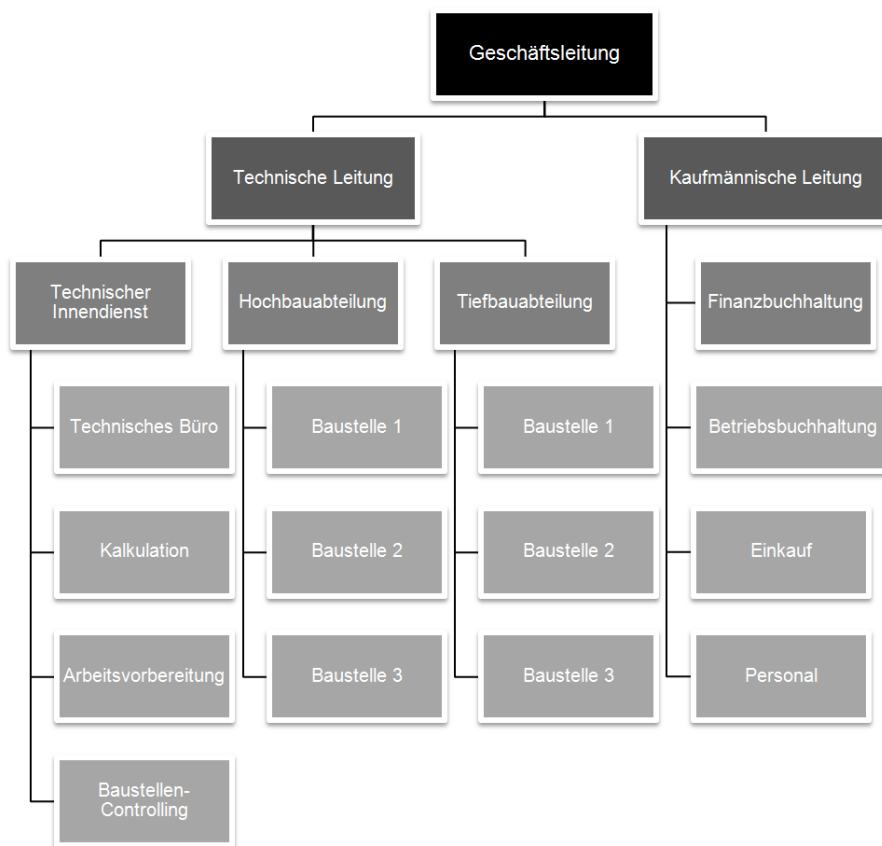 Geschäftsleitung
Technische Leitung
Kaufmännische Leitung
Technischer
Innendienst
Hochbauabteilung
Tiefbauabteilung
Finanzbuchhaltung
Technisches Büro
Baustelle 1
Baustelle 1
Betriebsbuchhaltung
Kalkulation
Baustelle 2
Baustelle 2
Einkauf
Arbeitsvorbereitung
Baustelle 3
Baustelle 3
Personal
Baustellen-
Controlling